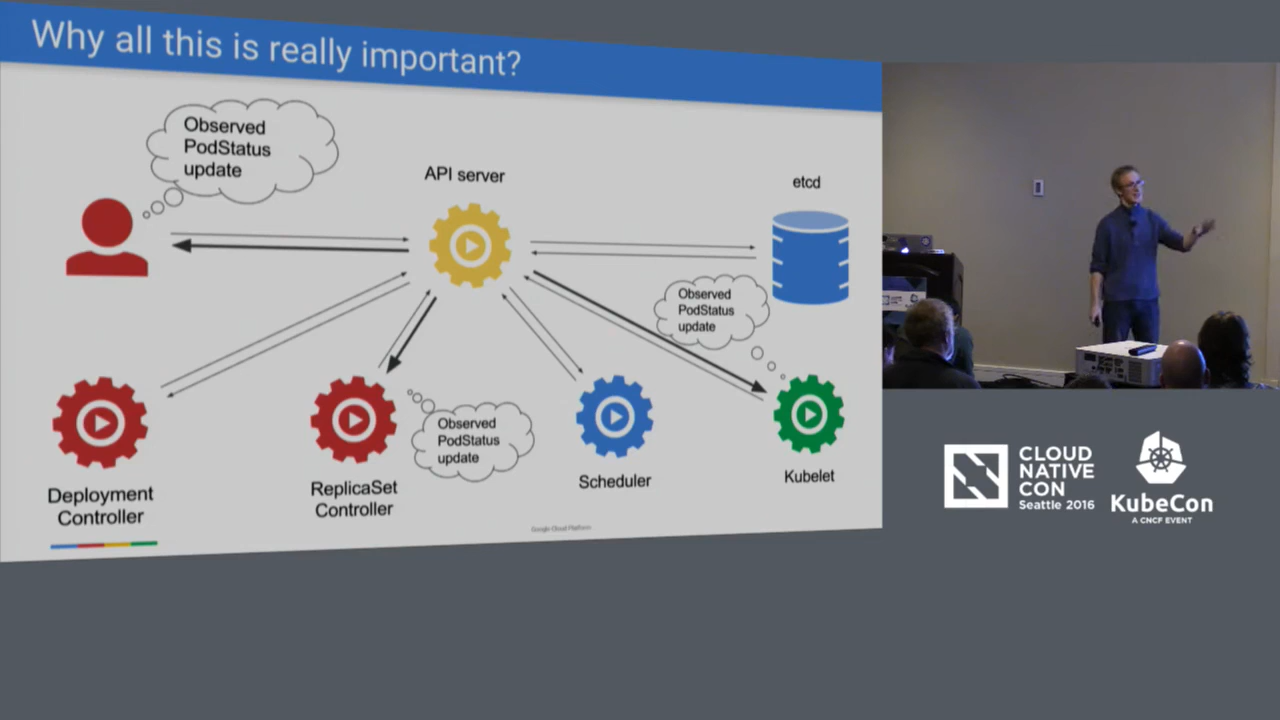 Why all this is really important?
Observed
PodStatus
update
API server
etcd
Observed
PodStatus
update
Observed
PodStatus
update
Deployment
Controller
ReplicaSet
Controller
Scheduler
Kubelet
Google Cloud Platform
CLOUD
NATIVE
CON
Seattle 2016
KubeCon
A CNCF EVENT